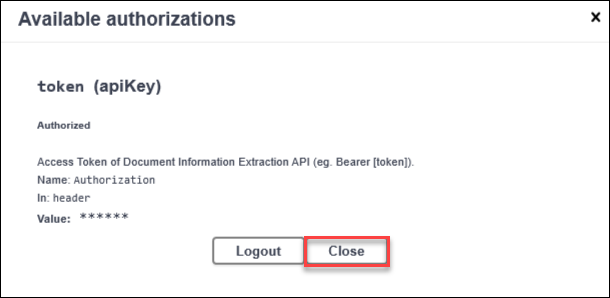 Available authorizations
×
token (apiKey)
Authorized
Access Token of Document Information Extraction API (eg. Bearer [token]).
Name: Authorization
In: header
Value: ******
Logout Close